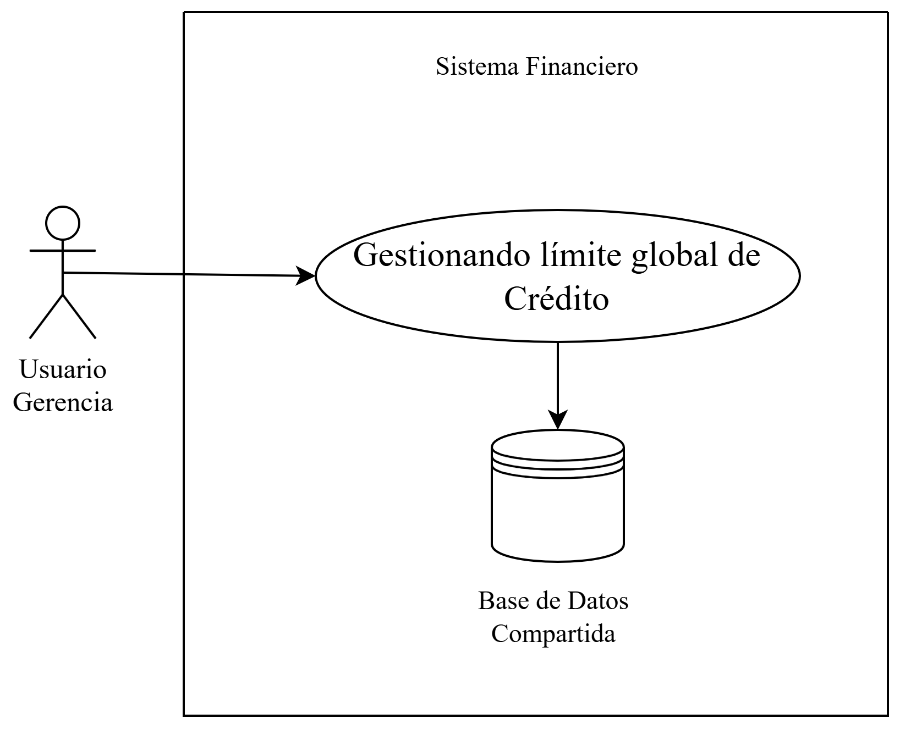 Sistema Financiero
Gestionando límite global de
Crédito
Usuario
Gerencia
Base de Datos
Compartida